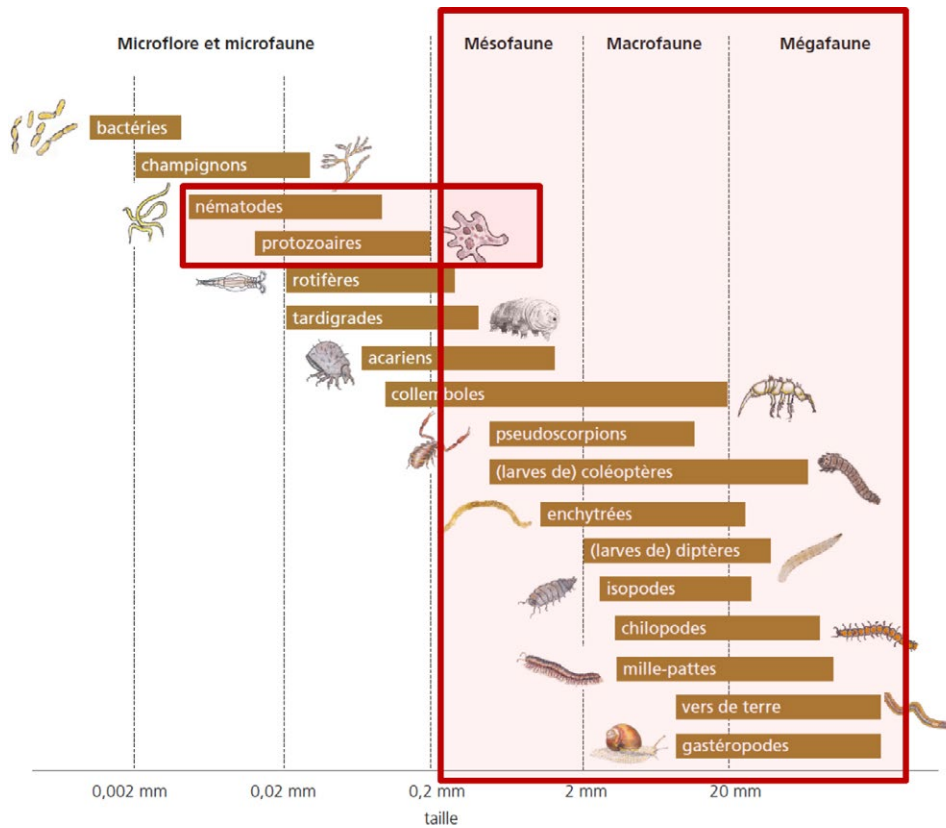 Microflore et microfaune
Mésofaune
Macrofaune
Mégafaune
bactéries
champignons
nématodes
protozoaires
rotifères
tardigrades
acariens
collemboles
pseudoscorpions
(larves de) coléoptères
enchytrées
(larves de) diptères
isopodes
chilopodes
mille-pattes
vers de terre
gastéropodes
0,002 mm
0,02 mm
0,2 mm
2 mm
20 mm
taille